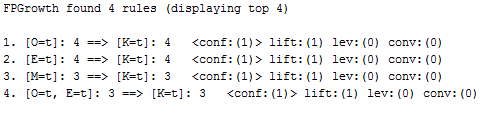 FPGrowth found 4 rules (displaying top 4)
1. [O=t]: 4 ==> [K=t]: 4 <conf:(1)> lift:(1) lev:(0) conv:(0)
2. [E=t]: 4 ==> [K=t]: 4 <conf:(1)> lift:(1) lev:(0) conv:(0)
3. [M=t]: 3 ==> [K=t]: 3 <conf:(1)> lift:(1) lev:(0) conv:(0)
4. [O=t, E=t]: 3 ==> [K=t]: 3 <conf:(1)> lift:(1) lev:(0) conv:(0)